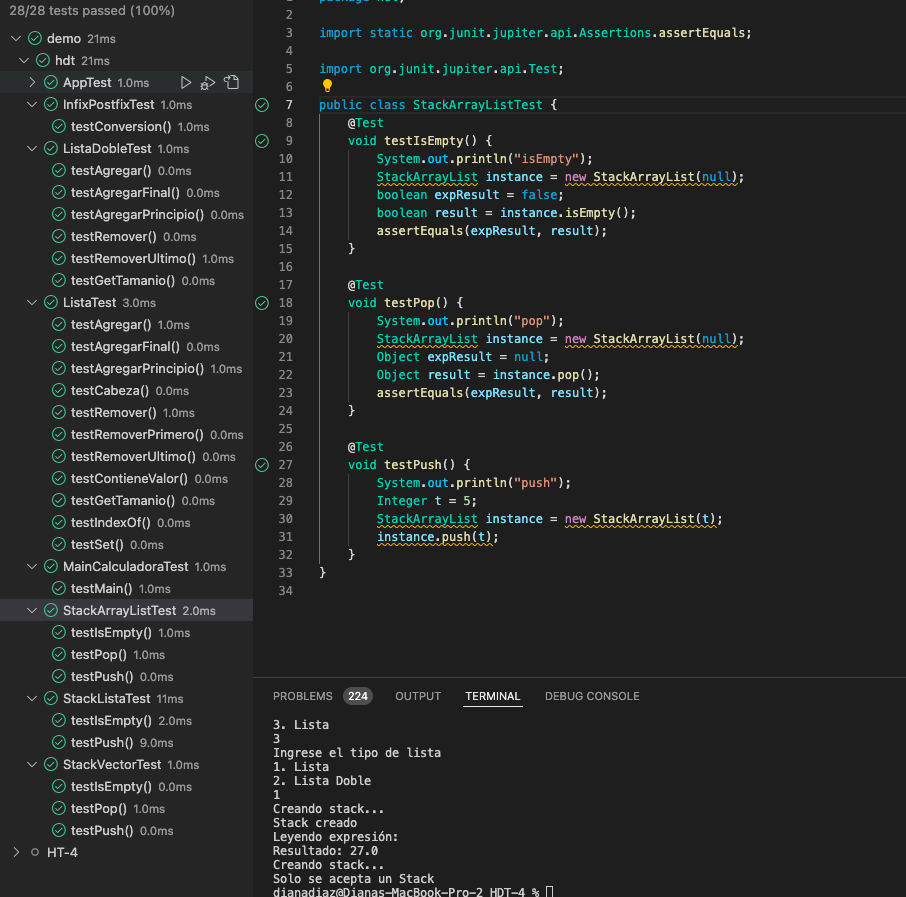 28/28 tests passed (100%)
demo 21ms
hdt 21ms
AppTest 1.0ms
InfixPostfixTest 1.0ms
testConversion() 1.0ms
ListaDobleTest 1.0ms
testAgregar() 0.0ms
testAgregarFinal() 0.0ms
testAgregarPrincipio() 0.0ms
testRemover() 0.0ms
testRemoverUltimo() 1.0ms
testGetTamanio() 0.0ms
ListaTest 3.0ms
testAgregar() 1.0ms
testAgregarFinal() 0.0ms
testAgregarPrincipio() 1.0ms
testCabeza() 0.0ms
testRemover() 1.0ms
testRemoverPrimero() 0.0ms
testRemoverUltimo() 0.0ms
testContieneValor() 0.0ms
testGetTamanio() 0.0ms
testIndexOf() 0.0ms
testSet() 0.0ms
MainCalculadoraTest 1.0ms
testMain() 1.0ms
StackArrayListTest 2.0ms
testIsEmpty() 1.0ms
testPop() 1.0ms
testPush() 0.0ms
StackListaTest 11ms
testIsEmpty() 2.0ms
testPush() 9.0ms
StackVectorTest 1.0ms
testIsEmpty() 0.0ms
testPop() 1.0ms
testPush() 0.0ms
HT-4
2
3 import static org.junit.jupiter.api.Assertions.assertEquals;
4
5 import org.junit.jupiter.api.Test;
6
7 public class StackArrayListTest {
8 @Test
9 void testIsEmpty() {
10 System.out.println("isEmpty");
11 StackArrayList instance = new StackArrayList(null);
12 boolean expResult = false;
13 boolean result = instance.isEmpty();
14 assertEquals(expResult, result);
15 }
16
17 @Test
18 void testPop() {
19 System.out.println("pop");
20 StackArrayList instance = new StackArrayList(null);
21 Object expResult = null;
22 Object result = instance.pop();
23 assertEquals(expResult, result);
24 }
25
26 @Test
27 void testPush() {
28 System.out.println("push");
29 Integer t = 5;
30 StackArrayList instance = new StackArrayList(t);
31 instance.push(t);
32 }
33 }
34
PROBLEMS 224 OUTPUT TERMINAL DEBUG CONSOLE
3. Lista
3
Ingrese el tipo de lista
1. Lista
2. Lista Doble
1
Creando stack...
Stack creado
Leyendo expresión:
Resultado: 27.0
Creando stack...
Solo se acepta un Stack
dianadiaz@Dianas-MacBook-Pro-2 HDT-4 %